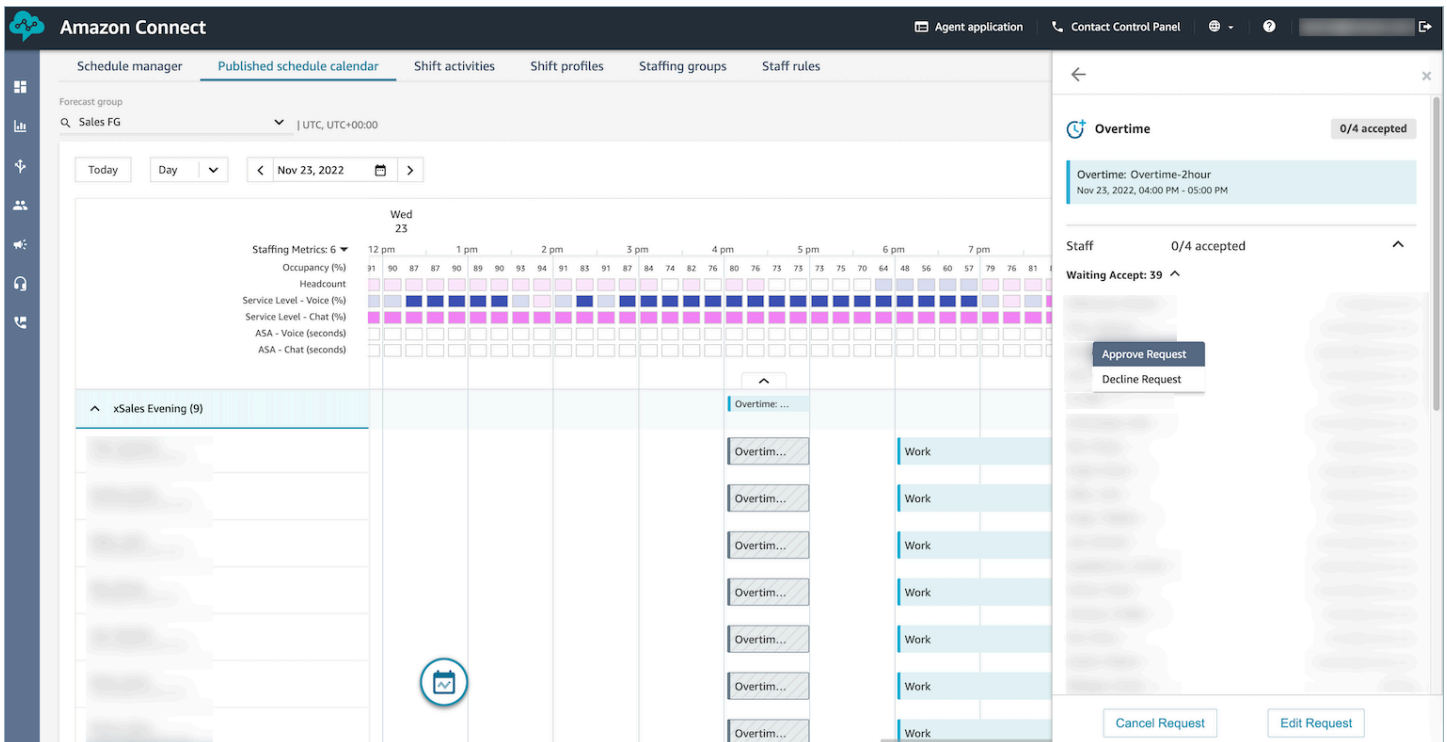 Amazon Connect
Agent application
Contact Control Panel
Schedule manager
Published schedule calendar
Shift activities
Shift profiles
Staffing groups
Staff rules
Forecast group
Sales FG
| UTC, UTC+00:00
Today
Day
Nov 23, 2022
Wed
23
Staffing Metrics: 6
12 pm 1 pm 2 pm 3 pm 4 pm 5 pm 6 pm 7 pm
Occupancy (%) 91 90 87 87 90 89 90 93 94 91 83 91 87 84 74 82 76 80 76 73 73 73 75 70 64 48 56 60 57 79 76 81
Headcount
Service Level - Voice (%)
Service Level - Chat (%)
ASA - Voice (seconds)
ASA - Chat (seconds)
xSales Evening (9)
Overtime: ...
Overtim... Work
Overtim... Work
Overtim... Work
Overtim... Work
Overtim... Work
Overtim... Work
Overtim... Work
Overtime
0/4 accepted
Overtime: Overtime-2hour
Nov 23, 2022, 04:00 PM - 05:00 PM
Staff 0/4 accepted
Waiting Accept: 39
Approve Request
Decline Request
Cancel Request
Edit Request